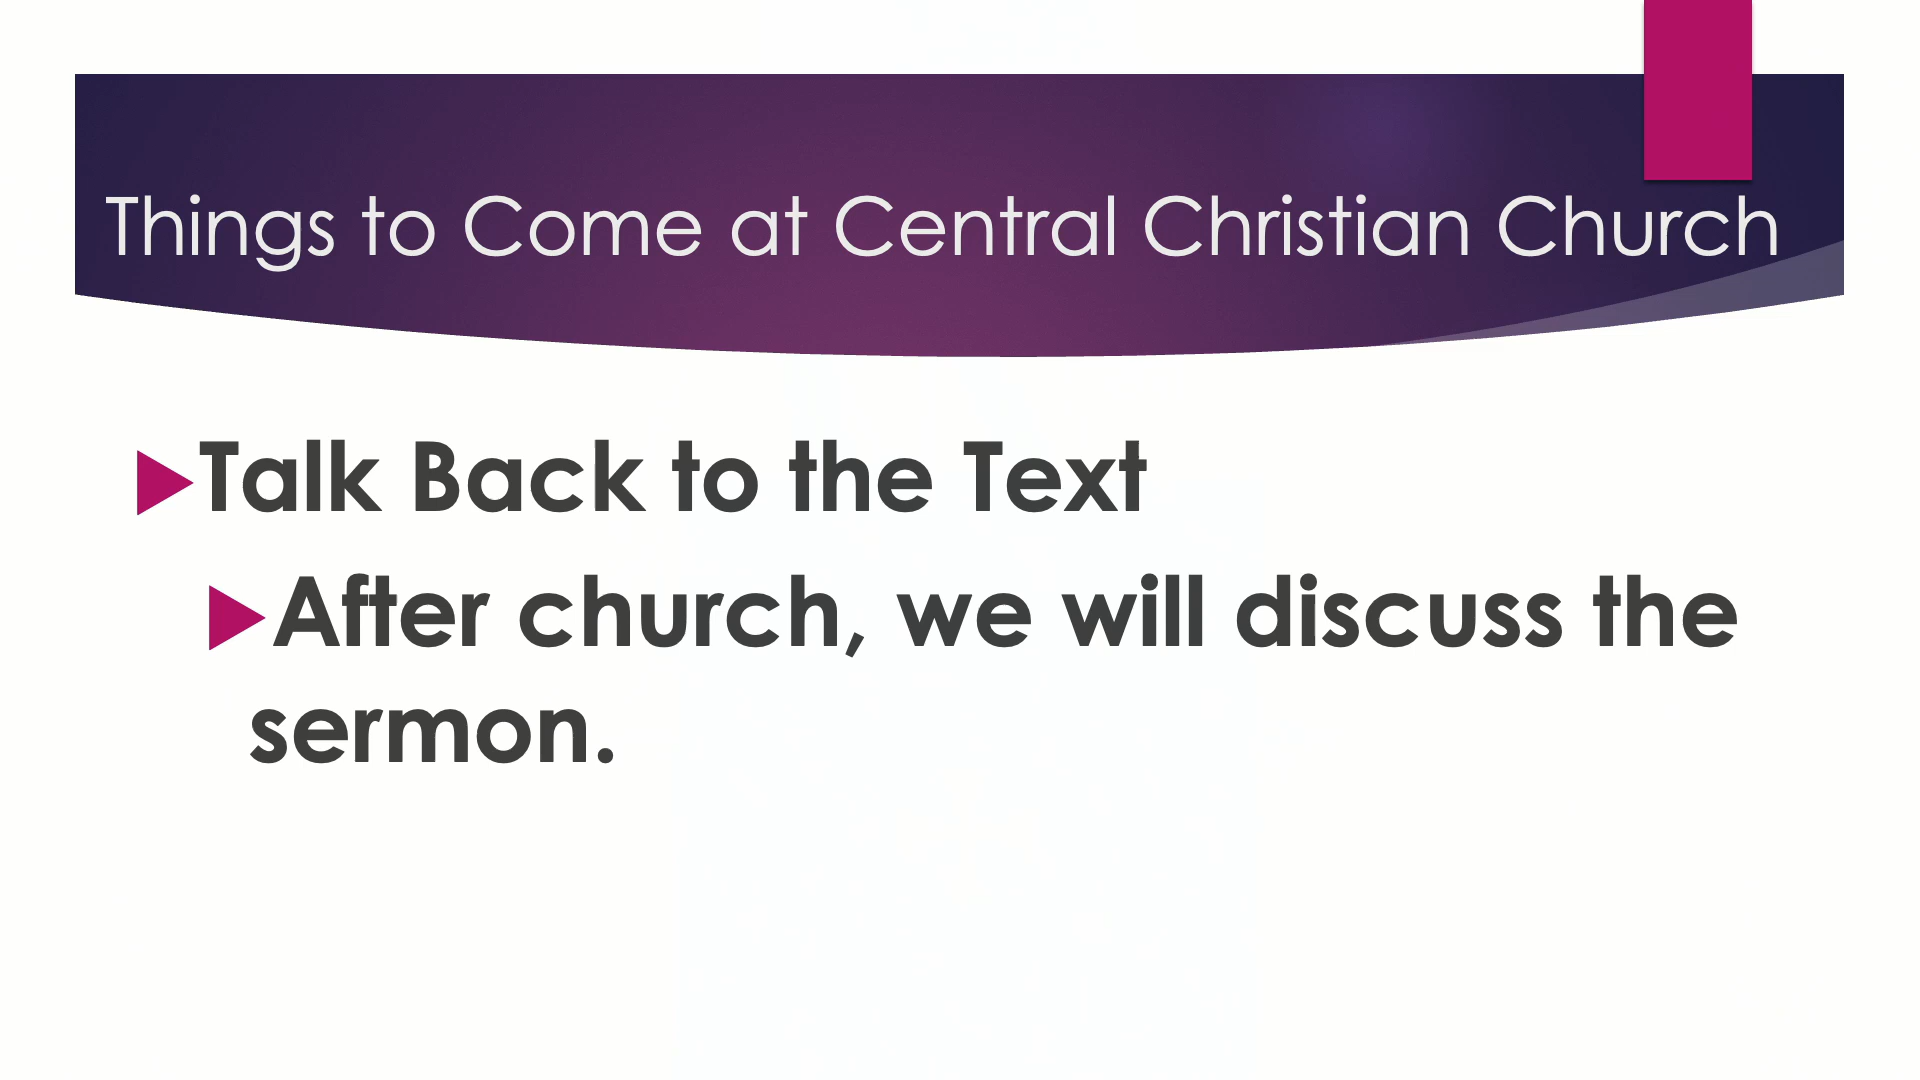 Things to Come at Central Christian Church
Talk Back to the Text
After church, we will discuss the
sermon.